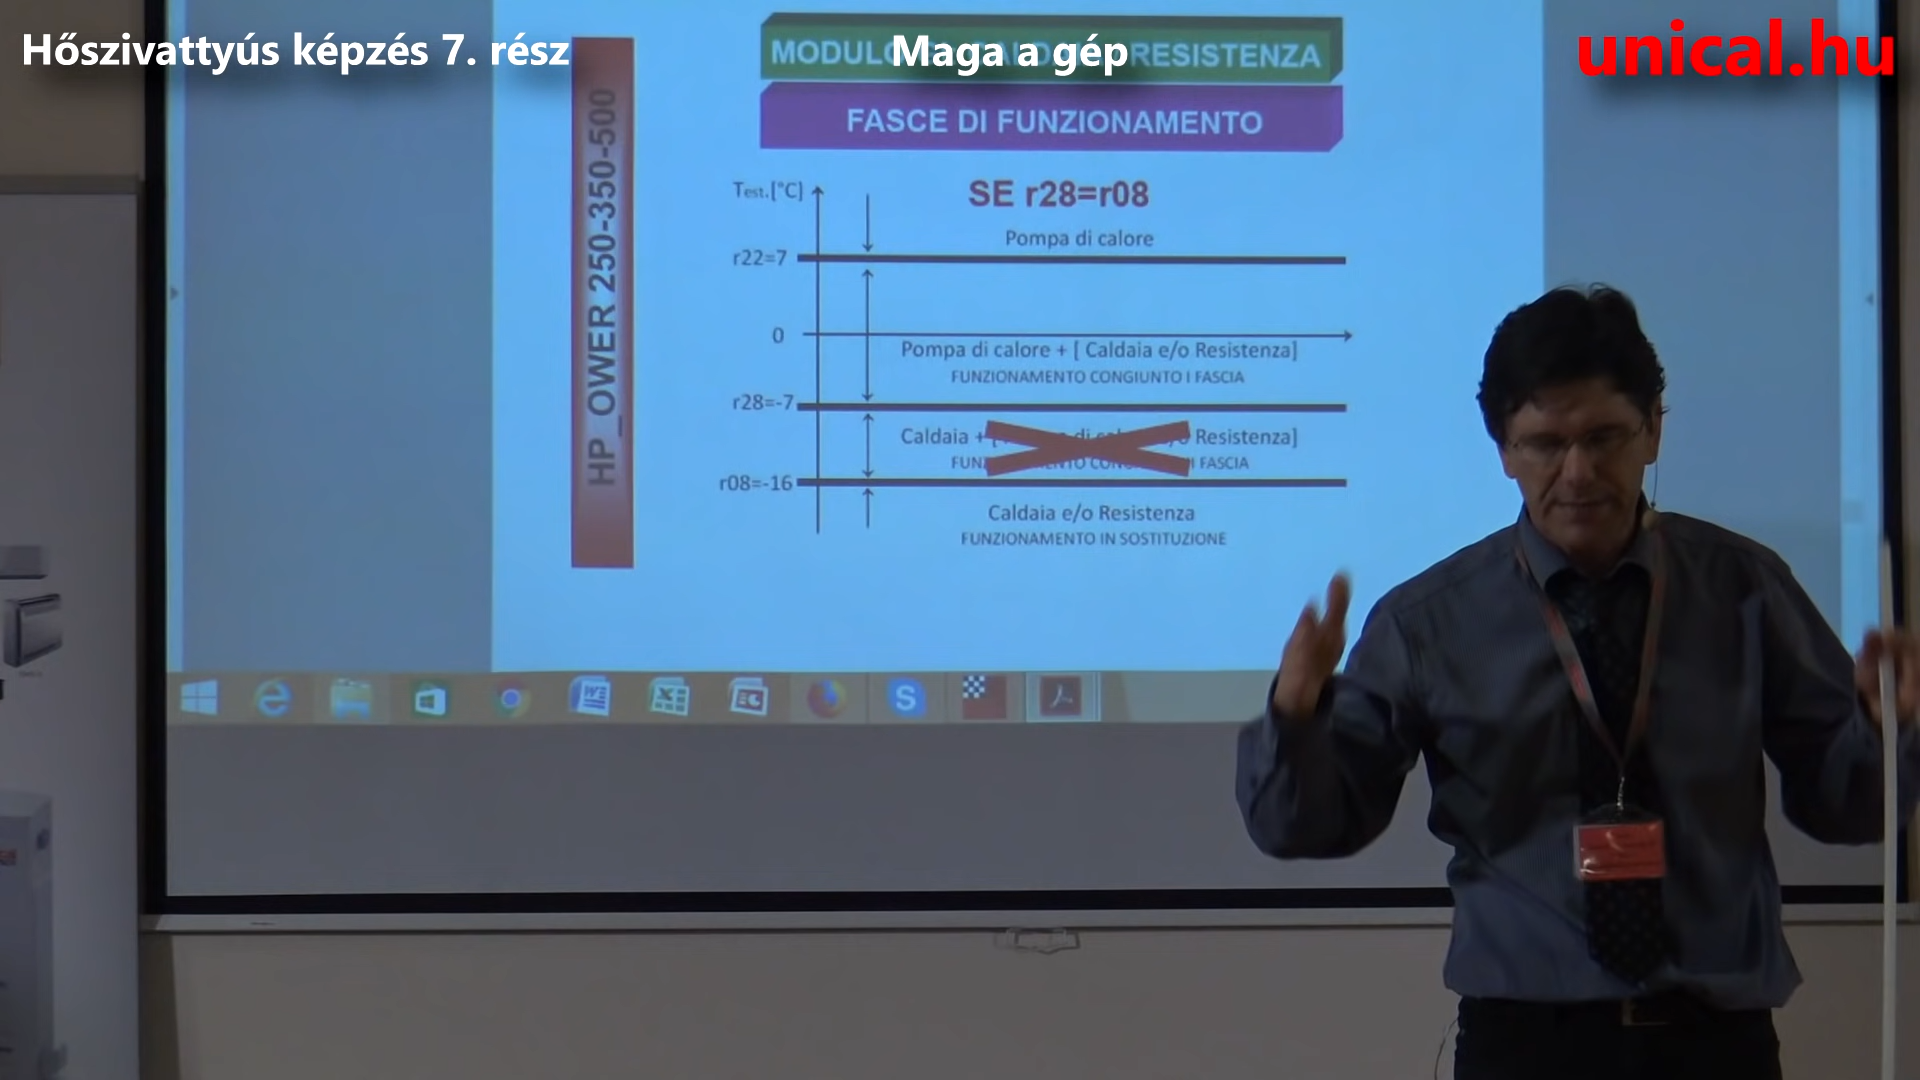 Hőszivattyús képzés 7. rész
Maga a gép
unical.hu
RESISTENZA
FASCE DI FUNZIONAMENTO
HP_OWER 250-350-500
Test.[°C]
SE r28=r08
Pompa di calore
r22=7
0
Pompa di calore + [ Caldaia e/o Resistenza]
FUNZIONAMENTO CONGIUNTO I FASCIA
r28=-7
Caldaia + [ Resistenza]
FASCIA
r08=-16
Caldaia e/o Resistenza
FUNZIONAMENTO IN SOSTITUZIONE